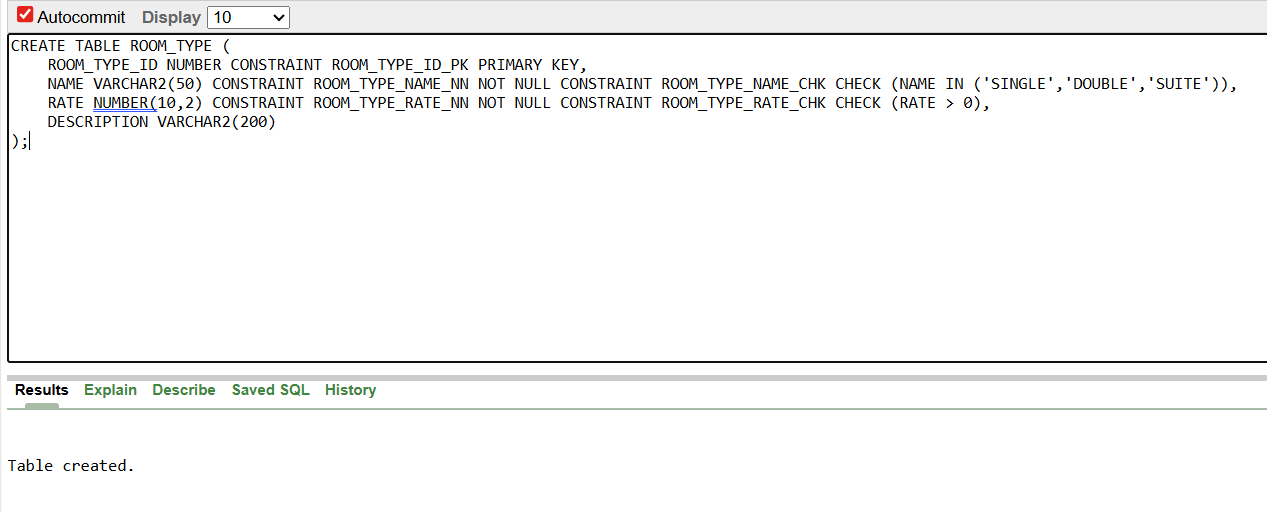 Autocommit Display 10
CREATE TABLE ROOM_TYPE (
    ROOM_TYPE_ID NUMBER CONSTRAINT ROOM_TYPE_ID_PK PRIMARY KEY,
    NAME VARCHAR2(50) CONSTRAINT ROOM_TYPE_NAME_NN NOT NULL CONSTRAINT ROOM_TYPE_NAME_CHK CHECK (NAME IN ('SINGLE','DOUBLE','SUITE')),
    RATE NUMBER(10,2) CONSTRAINT ROOM_TYPE_RATE_NN NOT NULL CONSTRAINT ROOM_TYPE_RATE_CHK CHECK (RATE > 0),
    DESCRIPTION VARCHAR2(200)
);
Results Explain Describe Saved SQL History
Table created.